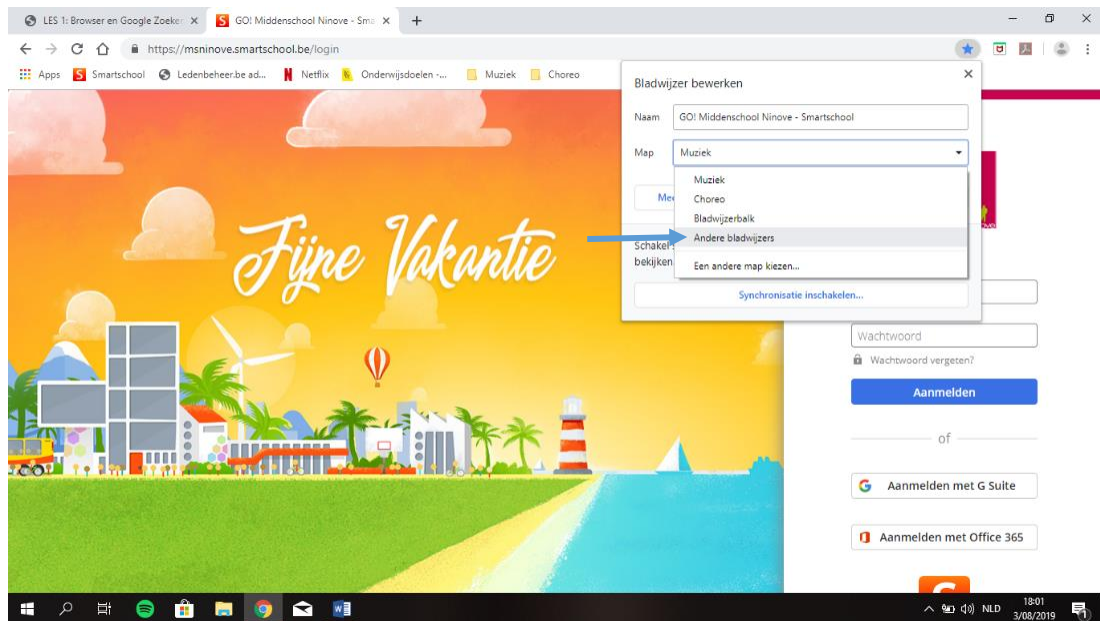 LES 1: Browser en Google Zoeker
GO! Middenschool Ninove - Sma
https://msninove.smartschool.be/login
Apps
Smartschool
Ledenbeheer.be ad...
Netflix
Onderwijsdoelen -...
Muziek
Choreo
Bladwijzer bewerken
Naam
GO! Middenschool Ninove - Smartschool
Map
Muziek
Muziek
Choreo
Bladwijzerbalk
Andere bladwijzers
Een andere map kiezen...
Schakel
bekijken
Synchronisatie inschakelen...
Fijne Vakantie
Wachtwoord
Wachtwoord vergeten?
Aanmelden
of
Aanmelden met G Suite
Aanmelden met Office 365
NLD
18:01
3/08/2019